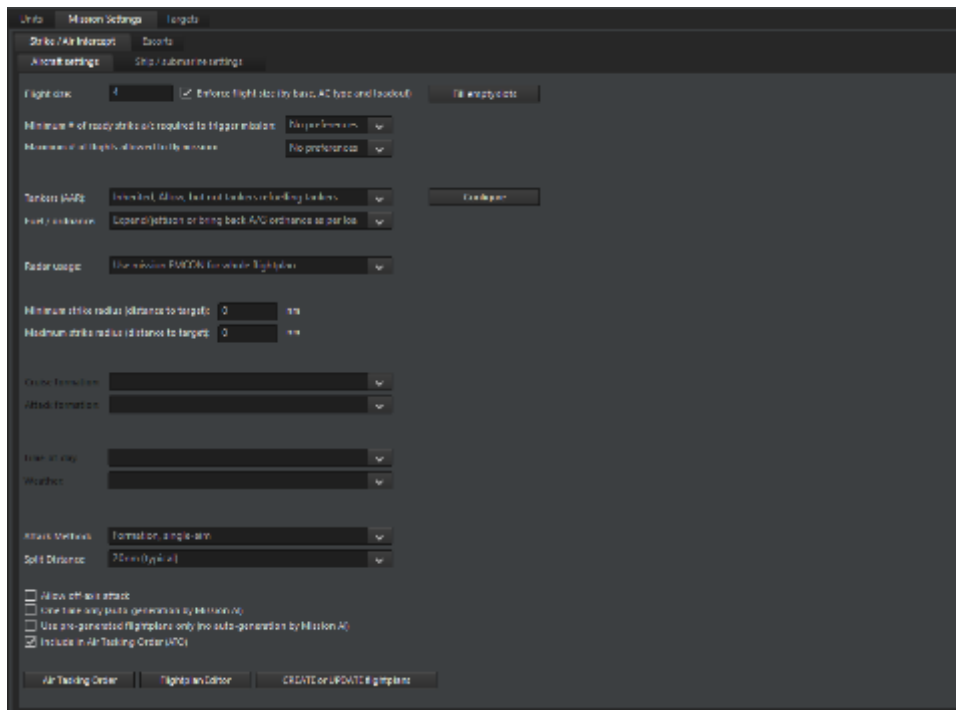 Units Mission Settings Targets
Strike / Air Intercept Escorts
Aircraft settings Ship / submarine settings
Flight size: 4 Enforce flight size (by base, AC type and loadout) Fill empty slots
Minimum # of ready strike a/c required to trigger mission: No preferences
Maximum # of flights allowed to fly mission: No preferences
Tankers (AAR): Inherited, Allow, but not tankers refuelling tankers Configure
Fuel / ordnance: Expend/jettison or bring back A/G ordnance as per loa
Radar usage: Use mission EMCON for whole flightplan
Minimum strike radius (distance to target): 0 nm
Maximum strike radius (distance to target): 0 nm
Cruise formation:
Attack formation:
Time of day:
Weather:
Attack Method: Formation, single-aim
Split Distance: 20nm (typical)
Allow off-axis attack
One time only (auto-generation by Mission AI)
Use pre-generated flightplans only (no auto-generation by Mission AI)
Include in Air Tasking Order (ATO)
Air Tasking Order Flightplan Editor CREATE or UPDATE flightplans